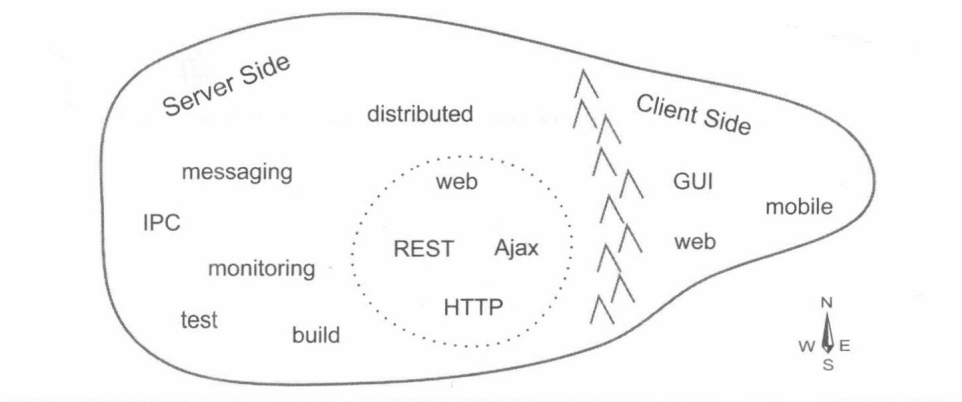 Server Side
distributed
Client Side
messaging
web
GUI
mobile
IPC
REST
Ajax
web
monitoring
HTTP
test
build
N
W E
S